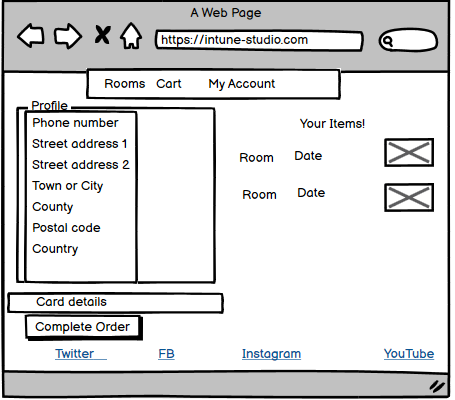 A Web Page
https://intune-studio.com
Rooms Cart My Account
Profile
Phone number
Street address 1
Street address 2
Town or City
County
Postal code
Country
Your Items!
Room Date
Room Date
Card details
Complete Order
Twitter FB Instagram YouTube